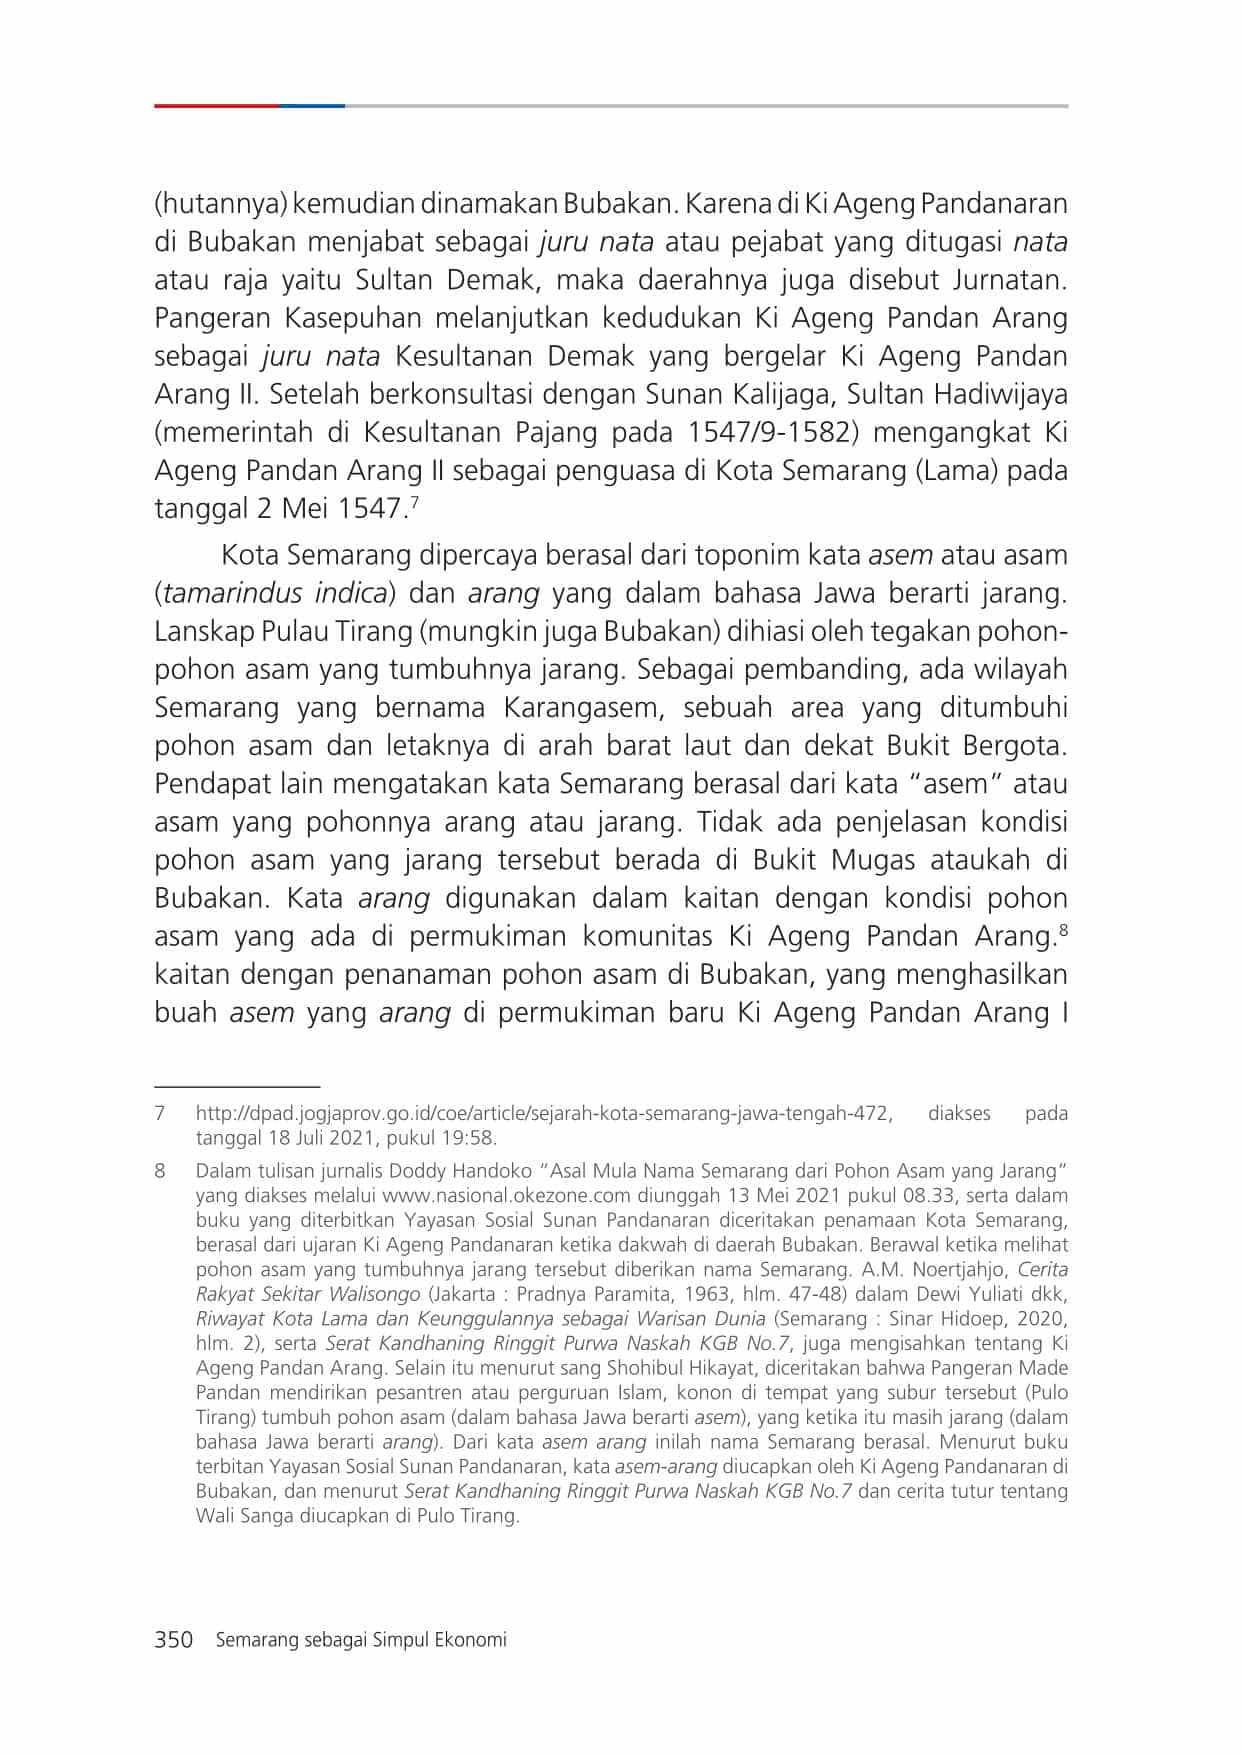 (hutannya) kemudian dinamakan Bubakan. Karena di Ki Ageng Pandanaran
di Bubakan menjabat sebagai juru nata atau pejabat yang ditugasi nata
atau raja yaitu Sultan Demak, maka daerahnya juga disebut Jurnatan.
Pangeran Kasepuhan melanjutkan kedudukan Ki Ageng Pandan Arang
sebagai juru nata Kesultanan Demak yang bergelar Ki Ageng Pandan
Arang II. Setelah berkonsultasi dengan Sunan Kalijaga, Sultan Hadiwijaya
(memerintah di Kesultanan Pajang pada 1547/9-1582) mengangkat Ki
Ageng Pandan Arang II sebagai penguasa di Kota Semarang (Lama) pada
tanggal 2 Mei 1547.7
Kota Semarang dipercaya berasal dari toponim kata asem atau asam
(tamarindus indica) dan arang yang dalam bahasa Jawa berarti jarang.
Lanskap Pulau Tirang (mungkin juga Bubakan) dihiasi oleh tegakan pohon-
pohon asam yang tumbuhnya jarang. Sebagai pembanding, ada wilayah
Semarang yang bernama Karangasem, sebuah area yang ditumbuhi
pohon asam dan letaknya di arah barat laut dan dekat Bukit Bergota.
Pendapat lain mengatakan kata Semarang berasal dari kata “asem” atau
asam yang pohonnya arang atau jarang. Tidak ada penjelasan kondisi
pohon asam yang jarang tersebut berada di Bukit Mugas ataukah di
Bubakan. Kata arang digunakan dalam kaitan dengan kondisi pohon
asam yang ada di permukiman komunitas Ki Ageng Pandan Arang.8
kaitan dengan penanaman pohon asam di Bubakan, yang menghasilkan
buah asem yang arang di permukiman baru Ki Ageng Pandan Arang I
7 http://dpad.jogjaprov.go.id/coe/article/sejarah-kota-semarang-jawa-tengah-472, diakses pada
tanggal 18 Juli 2021, pukul 19:58.
8 Dalam tulisan jurnalis Doddy Handoko “Asal Mula Nama Semarang dari Pohon Asam yang Jarang”
yang diakses melalui www.nasional.okezone.com diunggah 13 Mei 2021 pukul 08.33, serta dalam
buku yang diterbitkan Yayasan Sosial Sunan Pandanaran diceritakan penamaan Kota Semarang,
berasal dari ujaran Ki Ageng Pandanaran ketika dakwah di daerah Bubakan. Berawal ketika melihat
pohon asam yang tumbuhnya jarang tersebut diberikan nama Semarang. A.M. Noertjahjo, Cerita
Rakyat Sekitar Walisongo (Jakarta : Pradnya Paramita, 1963, hlm. 47-48) dalam Dewi Yuliati dkk,
Riwayat Kota Lama dan Keunggulannya sebagai Warisan Dunia (Semarang : Sinar Hidoep, 2020,
hlm. 2), serta Serat Kandhaning Ringgit Purwa Naskah KGB No.7, juga mengisahkan tentang Ki
Ageng Pandan Arang. Selain itu menurut sang Shohibul Hikayat, diceritakan bahwa Pangeran Made
Pandan mendirikan pesantren atau perguruan Islam, konon di tempat yang subur tersebut (Pulo
Tirang) tumbuh pohon asam (dalam bahasa Jawa berarti asem), yang ketika itu masih jarang (dalam
bahasa Jawa berarti arang). Dari kata asem arang inilah nama Semarang berasal. Menurut buku
terbitan Yayasan Sosial Sunan Pandanaran, kata asem-arang diucapkan oleh Ki Ageng Pandanaran di
Bubakan, dan menurut Serat Kandhaning Ringgit Purwa Naskah KGB No.7 dan cerita tutur tentang
Wali Sanga diucapkan di Pulo Tirang.
350 Semarang sebagai Simpul Ekonomi